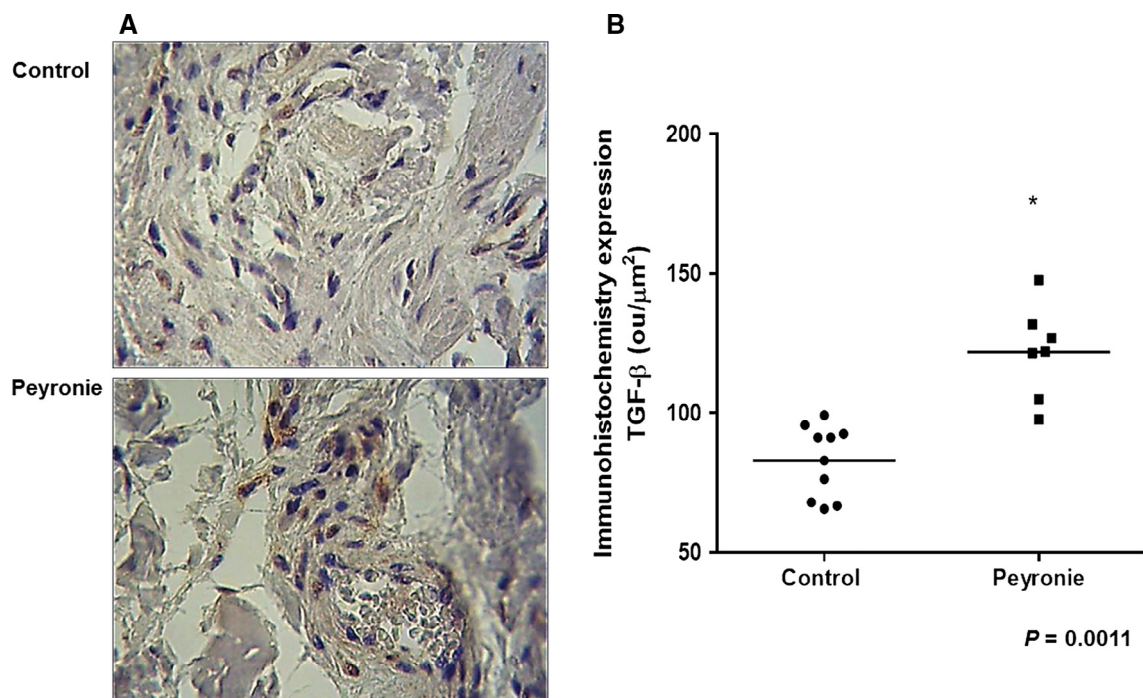 A
Control
Peyronie
B
Immunohistochemistry expression
TGF-β (ou/μm²)
200
150
100
50
*
Control
Peyronie
P = 0.0011